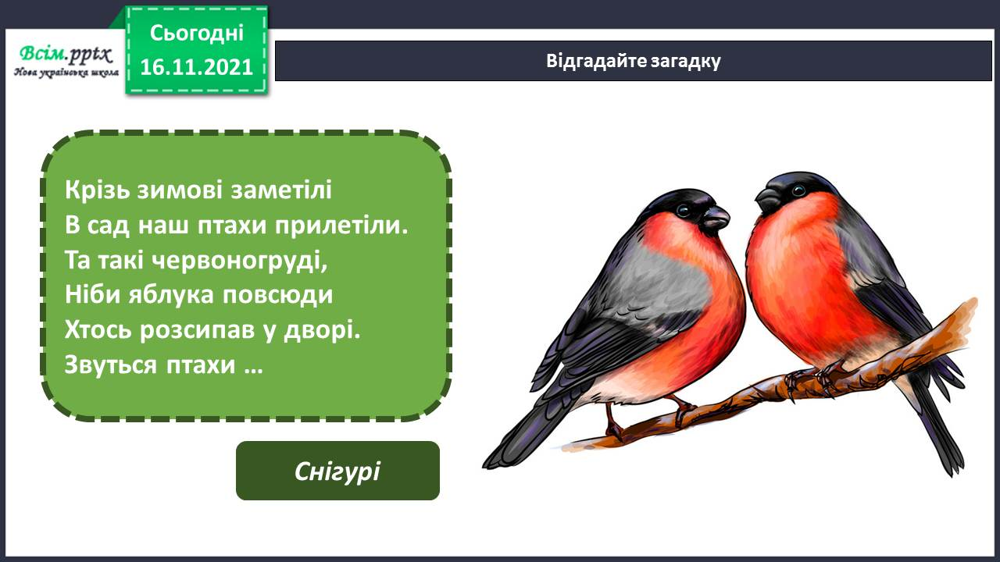 Сьогодні
16.11.2021
Всім.pptx
Нова українська школа
Відгадайте загадку
Крізь зимові заметілі
В сад наш птахи прилетіли.
Та такі червоногруді,
Ніби яблука повсюди
Хтось розсипав у дворі.
Звуться птахи …
Снігурі